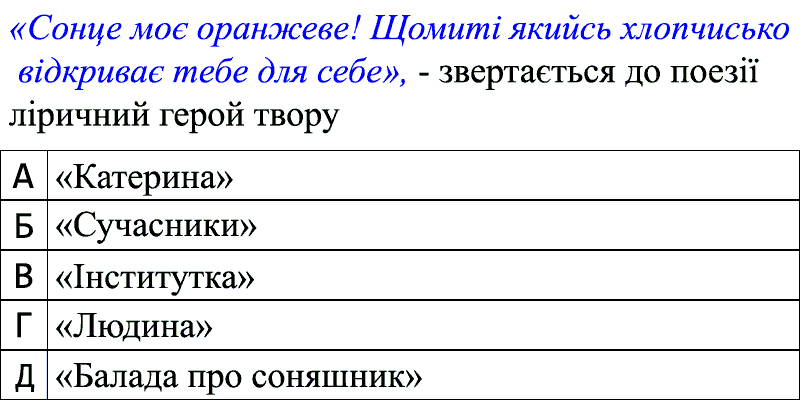 «Сонце моє оранжеве! Щомиті якийсь хлопчисько
відкриває тебе для себе», - звертається до поезії
ліричний герой твору
А «Катерина»
Б «Сучасники»
В «Інститутка»
Г «Людина»
Д «Балада про соняшник»